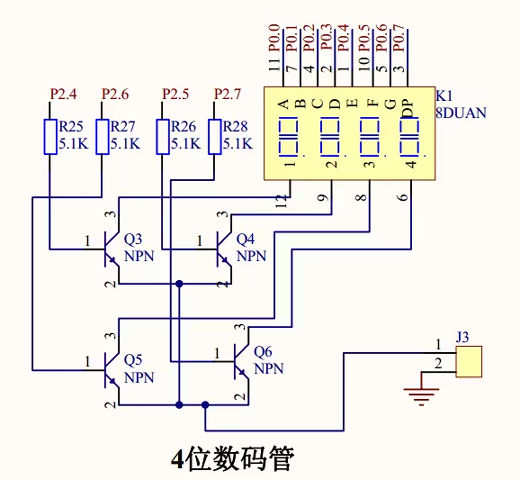 P0.0 P0.1 P0.2 P0.3 P0.4 P0.5 P0.6 P0.7
11 7 4 2 1 10 5 3
K1
8DUAN
A B C D E F G DP
1 2 3 4
12 9 8 6
P2.4 P2.6 P2.5 P2.7
R25 R27 R26 R28
5.1K 5.1K 5.1K 5.1K
3 3
1 Q3 1 Q4
NPN NPN
2 2
3 3
1 Q5 1 Q6
NPN NPN
2 2
J3
1
2
4位数码管